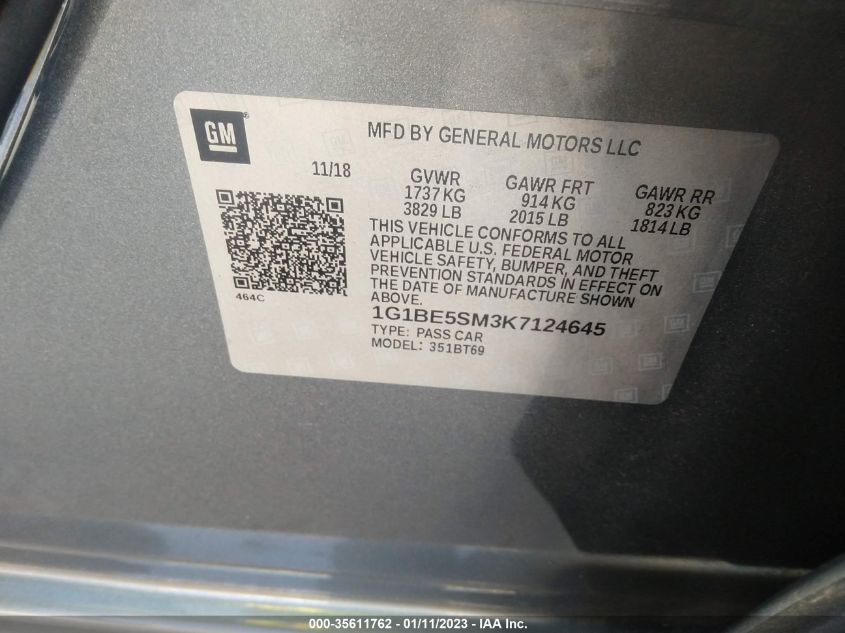 GM®
MFD BY GENERAL MOTORS LLC
11/18
GVWR
1737 KG
3829 LB
GAWR FRT
914 KG
2015 LB
GAWR RR
823 KG
1814 LB
THIS VEHICLE CONFORMS TO ALL
APPLICABLE U.S. FEDERAL MOTOR
VEHICLE SAFETY, BUMPER, AND THEFT
PREVENTION STANDARDS IN EFFECT ON
THE DATE OF MANUFACTURE SHOWN
ABOVE.
464C
1G1BE5SM3K7124645
TYPE: PASS CAR
MODEL: 351BT69
000-35611762 - 01/11/2023 - IAA Inc.